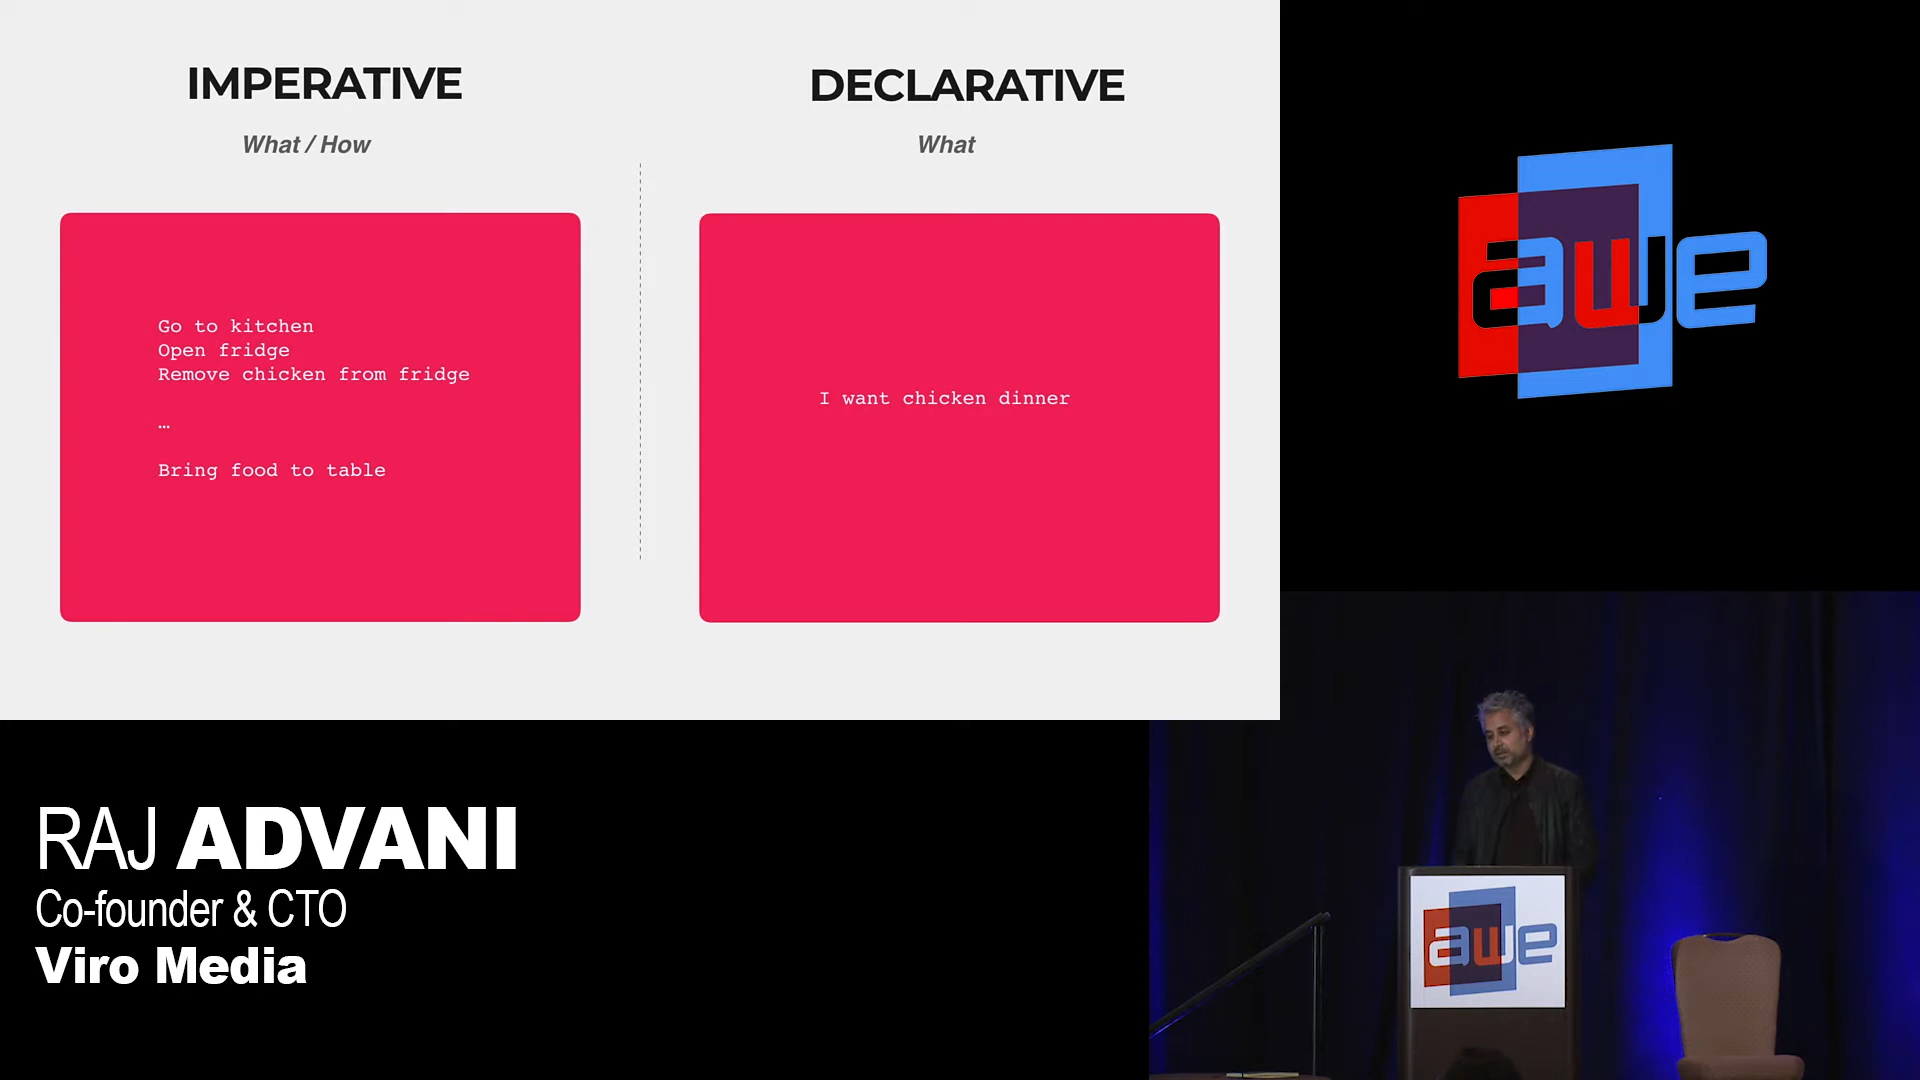 IMPERATIVE
What / How
Go to kitchen
Open fridge
Remove chicken from fridge
…
Bring food to table
DECLARATIVE
What
I want chicken dinner
awe
RAJ ADVANI
Co-founder & CTO
Viro Media
awe